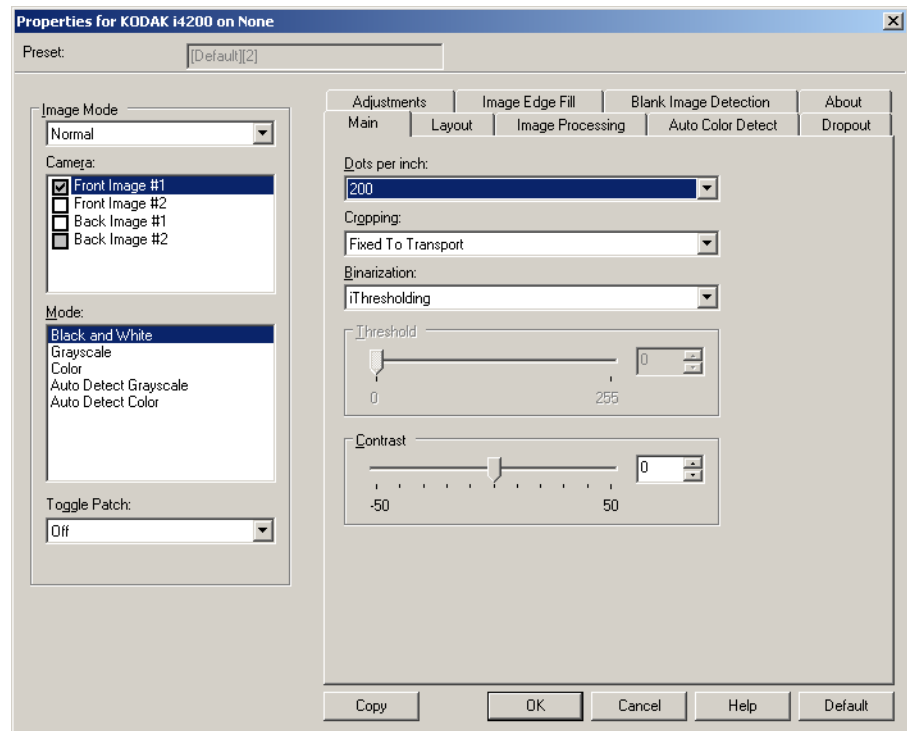 Properties for KODAK i4200 on None
Preset:
[Default][2]
Image Mode
Normal
Camera:
Front Image #1
Front Image #2
Back Image #1
Back Image #2
Mode:
Black and White
Grayscale
Color
Auto Detect Grayscale
Auto Detect Color
Toggle Patch:
Off
Adjustments Image Edge Fill Blank Image Detection About
Main Layout Image Processing Auto Color Detect Dropout
Dots per inch:
200
Cropping:
Fixed To Transport
Binarization:
iThresholding
Threshold
0
0 255
Contrast
0
-50 50
Copy OK Cancel Help Default